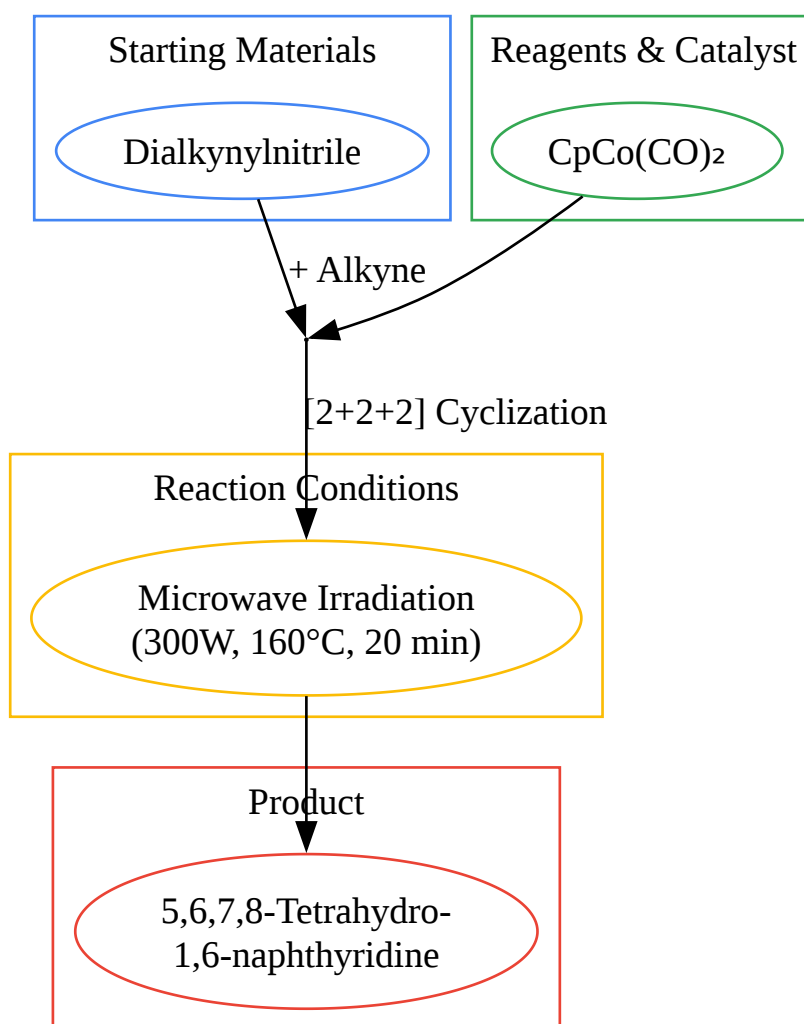 Starting Materials
Reagents & Catalyst
Dialkynylnitrile
CpCo(CO)₂
+ Alkyne
[2+2+2] Cyclization
Reaction Conditions
Microwave Irradiation
(300W, 160°C, 20 min)
Product
5,6,7,8-Tetrahydro-
1,6-naphthyridine